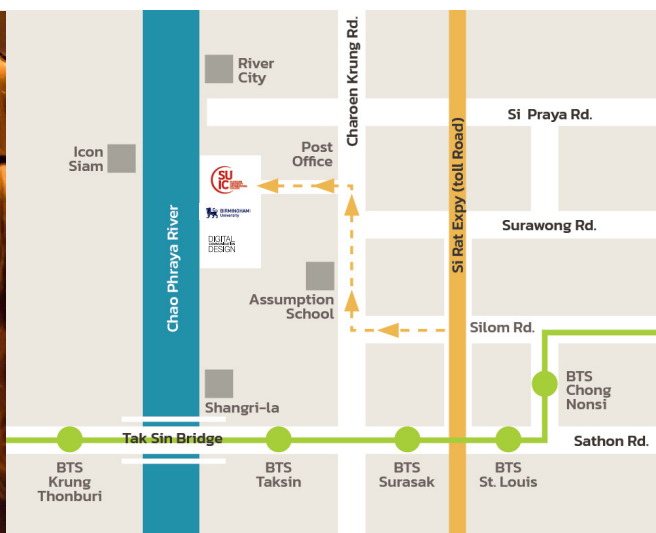 River
City
Charoen Krung Rd.
Si Praya Rd.
Icon
Siam
Post
Office
SU
IC
BIRMINGHAM
DIGITAL
DESIGN
Chao Phraya River
Si Rat Expy (toll Road)
Surawong Rd.
Assumption
School
Silom Rd.
Shangri-la
BTS
Chong
Nonsi
Tak Sin Bridge
Sathon Rd.
BTS
Krung
Thonburi
BTS
Taksin
BTS
Surasak
BTS
St. Louis